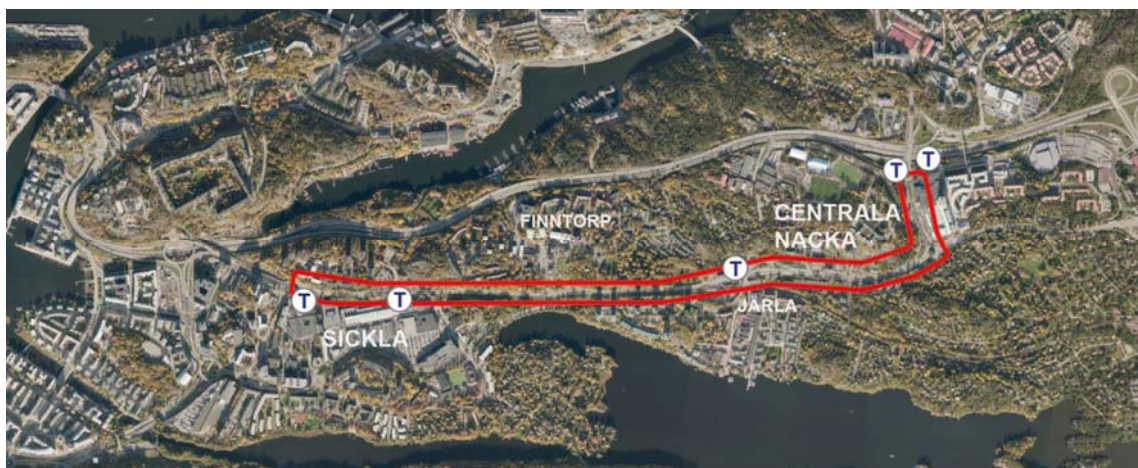 T
T
FINNTORP
CENTRALA
NACKA
T
T
T
JÄRLA
SICKLA